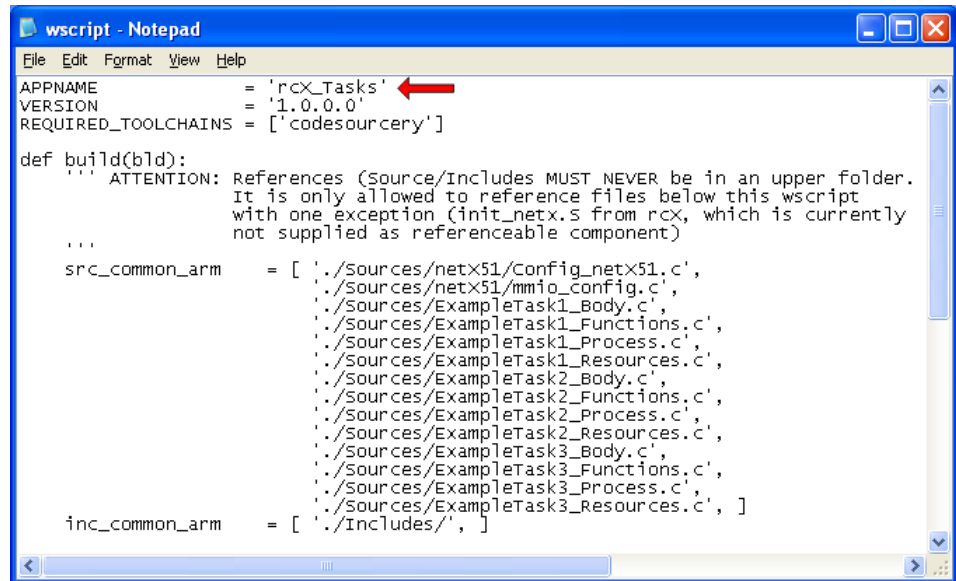 wscript - Notepad
File Edit Format View Help
APPNAME = 'rcX_Tasks'
VERSION = '1.0.0.0'
REQUIRED_TOOLCHAINS = ['codesourcery']
def build(bld):
''' ATTENTION: References (Source/Includes MUST NEVER be in an upper folder.
It is only allowed to reference files below this wscript
with one exception (init_netx.S from rcX, which is currently
not supplied as referenceable component)
'''
src_common_arm = [ './Sources/netX51/Config_netX51.c',
'./Sources/netX51/mmio_config.c',
'./Sources/ExampleTask1_Body.c',
'./Sources/ExampleTask1_Functions.c',
'./Sources/ExampleTask1_Process.c',
'./Sources/ExampleTask1_Resources.c',
'./Sources/ExampleTask2_Body.c',
'./Sources/ExampleTask2_Functions.c',
'./Sources/ExampleTask2_Process.c',
'./Sources/ExampleTask2_Resources.c',
'./Sources/ExampleTask3_Body.c',
'./Sources/ExampleTask3_Functions.c',
'./Sources/ExampleTask3_Process.c',
'./Sources/ExampleTask3_Resources.c', ]
inc_common_arm = [ './Includes/', ]